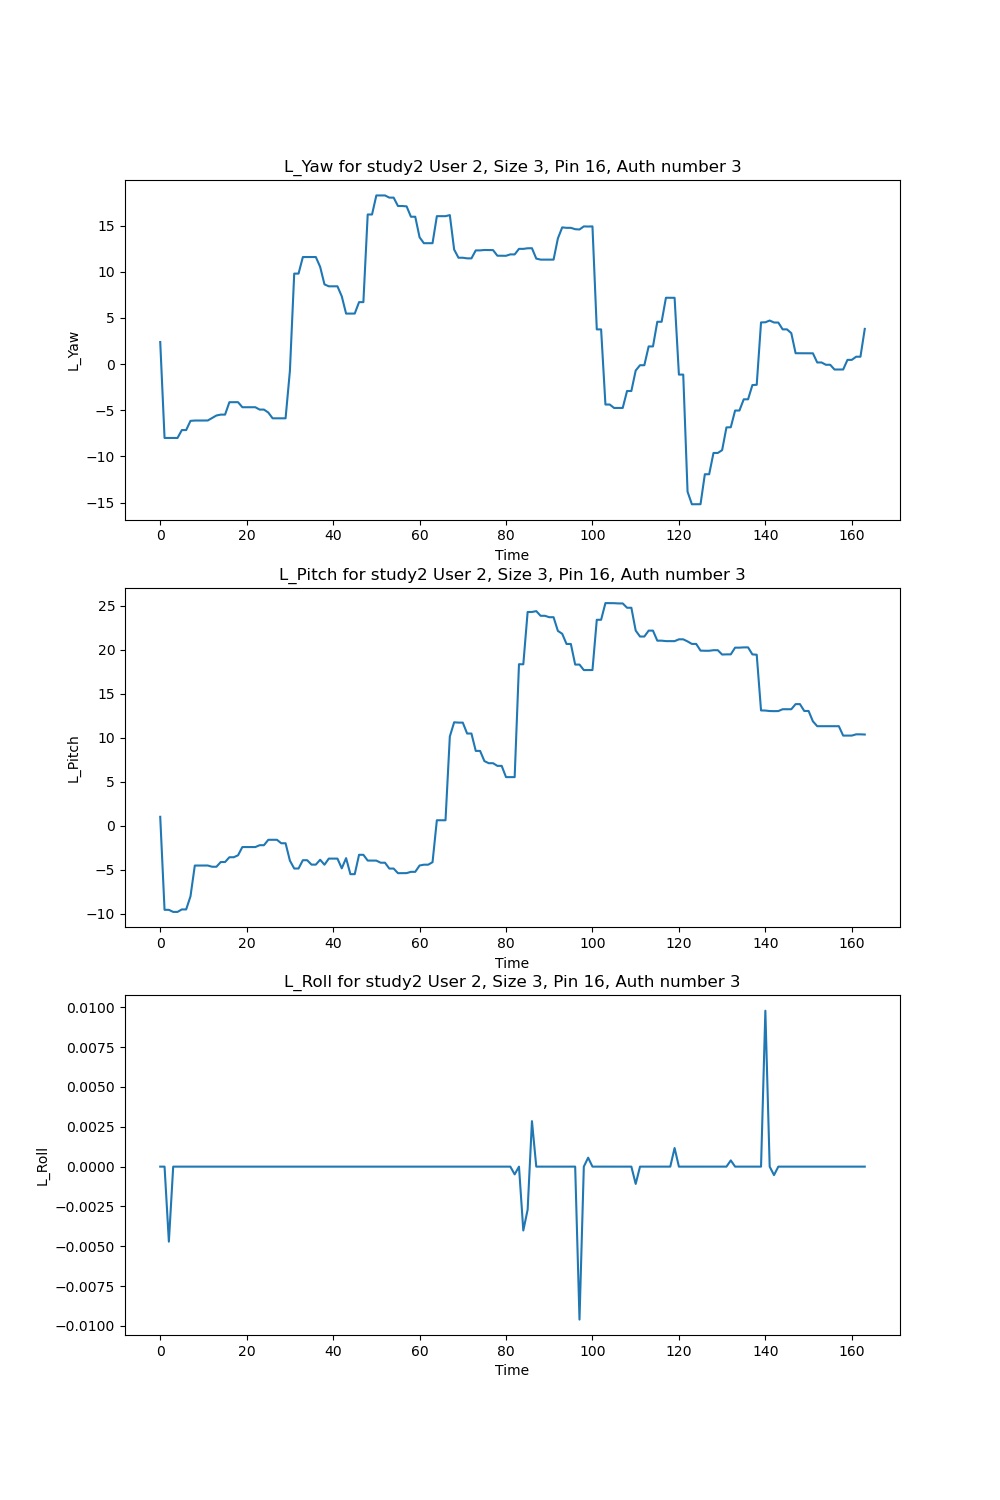 L_Yaw for study2 User 2, Size 3, Pin 16, Auth number 3
15
10
5
0
−5
−10
−15
L_Yaw
0 20 40 60 80 100 120 140 160
Time
L_Pitch for study2 User 2, Size 3, Pin 16, Auth number 3
25
20
15
10
5
0
−5
−10
L_Pitch
0 20 40 60 80 100 120 140 160
Time
L_Roll for study2 User 2, Size 3, Pin 16, Auth number 3
0.0100
0.0075
0.0050
0.0025
0.0000
−0.0025
−0.0050
−0.0075
−0.0100
L_Roll
0 20 40 60 80 100 120 140 160
Time